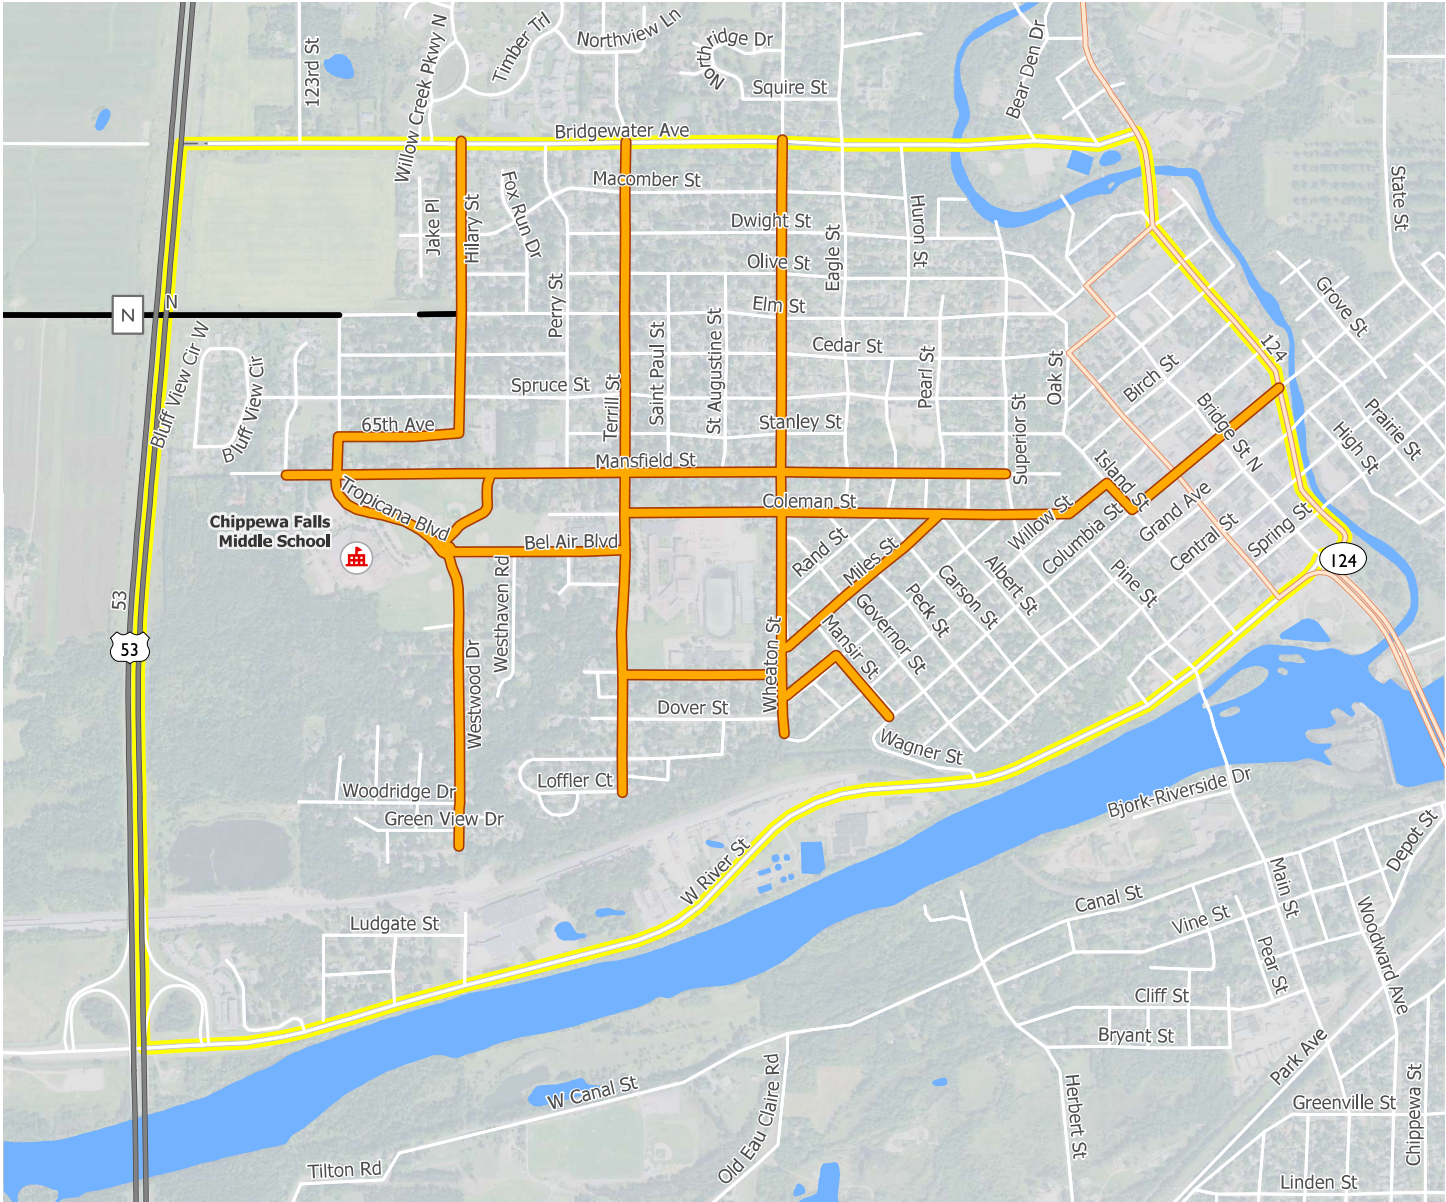 123rd St
Willow Creek Pkwy N
Timber Trl
Northview Ln
Northridge Dr
Squire St
Bear Den Dr
Bridgewater Ave
Macomber St
Jake Pl
Hilary St
Fox Run Dr
Dwight St
Eagle St
Huron St
State St
Olive St
N
N
Perry St
Elm St
Grove St
Bluff View Cir W
Bluff View Cir
Saint Paul St
St Augustine St
Cedar St
Pearl St
Oak St
124
Birch St
Spruce St
Terrill St
65th Ave
Stanley St
Superior St
Bridge St N
Prairie St
High St
Mansfield St
Island St
Tropicana Blvd
Coleman St
Willow St
Columbia St
Grand Ave
Central St
Spring St
Chippewa Falls
Middle School
Bel Air Blvd
Rand St
Miles St
Albert St
Carson St
Peck St
Pine St
124
53
53
Westhaven Rd
Westwood Dr
Wheaton St
Mansir St
Governor St
Dover St
Wagner St
Loffler Ct
Woodridge Dr
Green View Dr
Bjork-Riverside Dr
Depot St
W River St
Main St
Canal St
Vine St
Woodward Ave
Ludgate St
Pear St
Cliff St
Bryant St
Park Ave
W Canal St
Old Eau Claire Rd
Herbert St
Greenville St
Chippewa St
Tilton Rd
Linden St